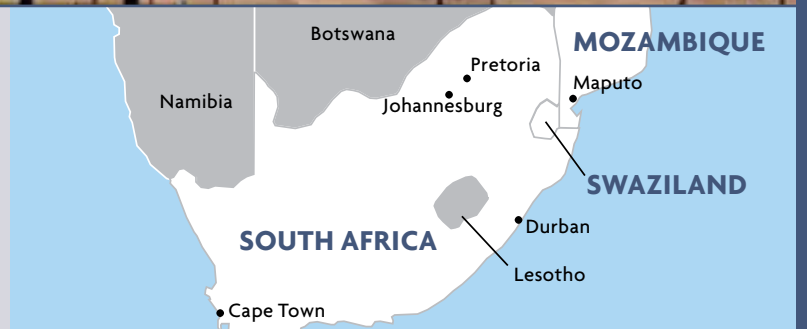 Botswana
MOZAMBIQUE
Pretoria
Maputo
Namibia
Johannesburg
SWAZILAND
Durban
SOUTH AFRICA
Lesotho
Cape Town